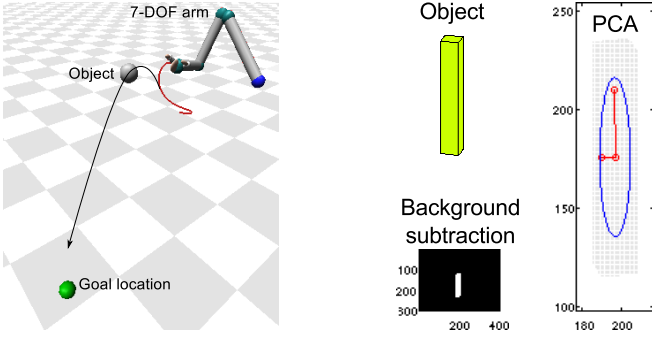 7-DOF arm
Object
Goal location
Object
Background
subtraction
100
200
300
200 400
PCA
250
200
150
100
180 200